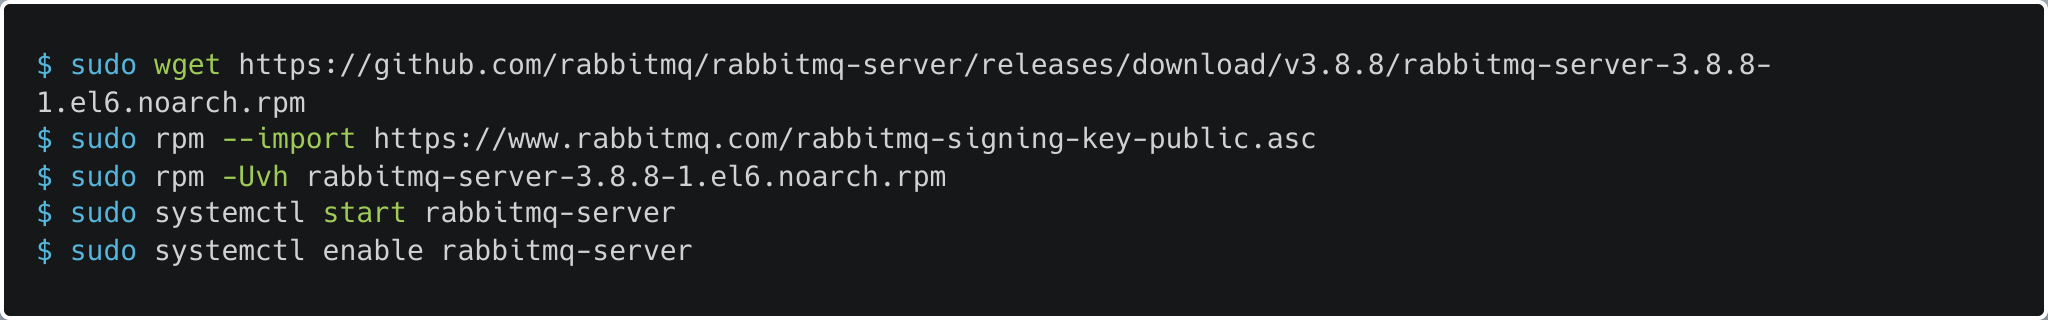 $ sudo wget https://github.com/rabbitmq/rabbitmq-server/releases/download/v3.8.8/rabbitmq-server-3.8.8-
1.el6.noarch.rpm
$ sudo rpm --import https://www.rabbitmq.com/rabbitmq-signing-key-public.asc
$ sudo rpm -Uvh rabbitmq-server-3.8.8-1.el6.noarch.rpm
$ sudo systemctl start rabbitmq-server
$ sudo systemctl enable rabbitmq-server